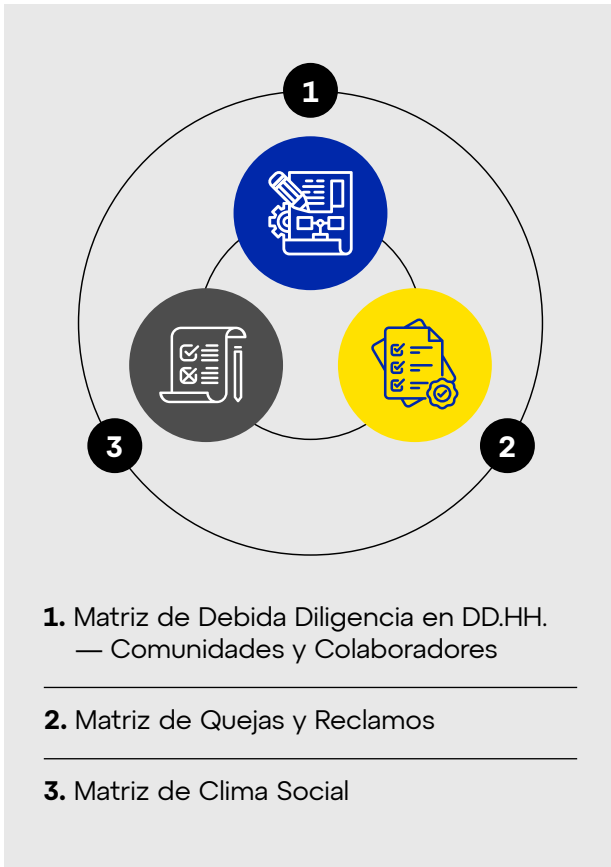 1
3
2
1. Matriz de Debida Diligencia en DD.HH.
— Comunidades y Colaboradores
2. Matriz de Quejas y Reclamos
3. Matriz de Clima Social